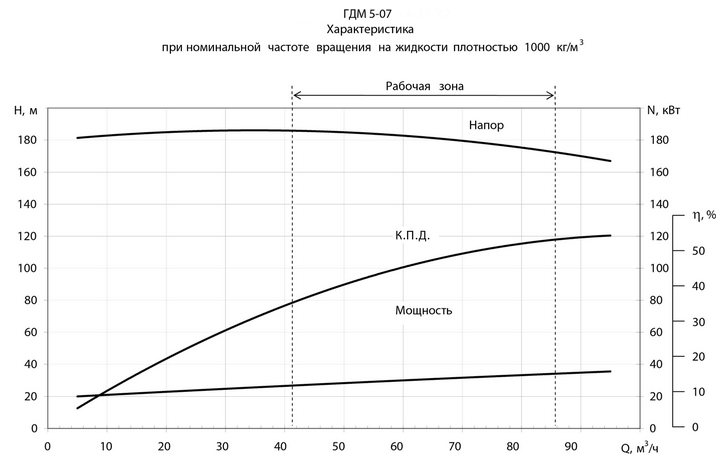 ГДМ 5-07
Характеристика
при номинальной частоте вращения на жидкости плотностью 1000 кг/м³
Рабочая зона
H, м
N, кВт
180
Напор
180
160
160
140
140
η, %
120
К.П.Д.
120
50
100
100
40
80
Мощность
80
30
60
60
20
40
40
10
20
20
0
0
0
0 10 20 30 40 50 60 70 80 90 Q, м³/ч